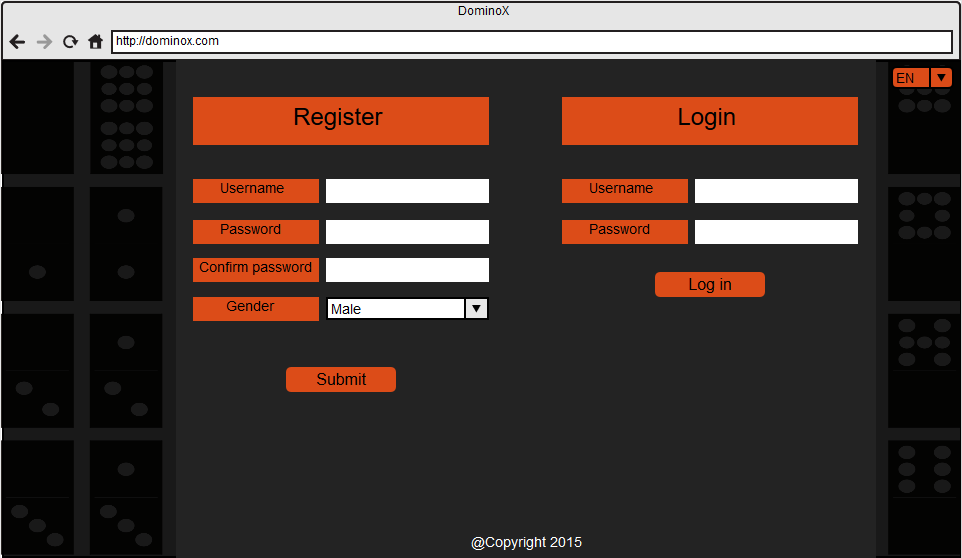 DominoX
http://dominox.com
EN
Register
Login
Username
Username
Password
Password
Confirm password
Log in
Gender
Male
Submit
@Copyright 2015